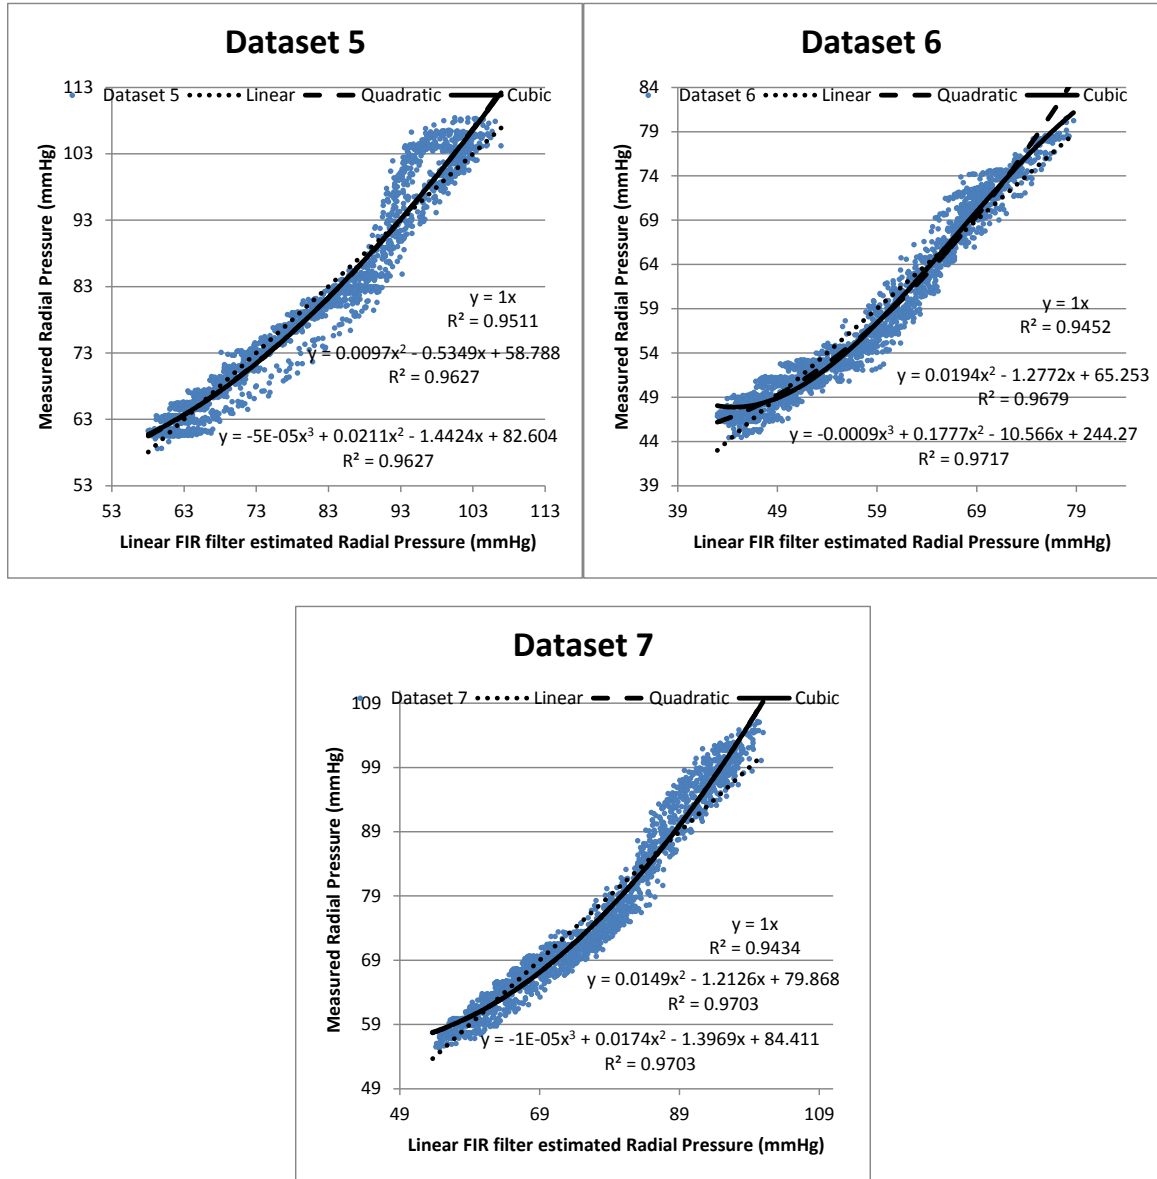 Dataset 5
113
103
93
83
73
63
53
Measured Radial Pressure (mmHg)
Dataset 5 Linear Quadratic Cubic
y = 1x
R² = 0.9511
y = 0.0097x² - 0.5349x + 58.788
R² = 0.9627
y = -5E-05x³ + 0.0211x² - 1.4424x + 82.604
R² = 0.9627
53 63 73 83 93 103 113
Linear FIR filter estimated Radial Pressure (mmHg)
Dataset 6
84
79
74
69
64
59
54
49
44
39
Measured Radial Pressure (mmHg)
Dataset 6 Linear Quadratic Cubic
y = 1x
R² = 0.9452
y = 0.0194x² - 1.2772x + 65.253
R² = 0.9679
y = -0.0009x³ + 0.1777x² - 10.566x + 244.27
R² = 0.9717
39 49 59 69 79
Linear FIR filter estimated Radial Pressure (mmHg)
Dataset 7
109
99
89
79
69
59
49
Measured Radial Pressure (mmHg)
Dataset 7 Linear Quadratic Cubic
y = 1x
R² = 0.9434
y = 0.0149x² - 1.2126x + 79.868
R² = 0.9703
y = -1E-05x³ + 0.0174x² - 1.3969x + 84.411
R² = 0.9703
49 69 89 109
Linear FIR filter estimated Radial Pressure (mmHg)